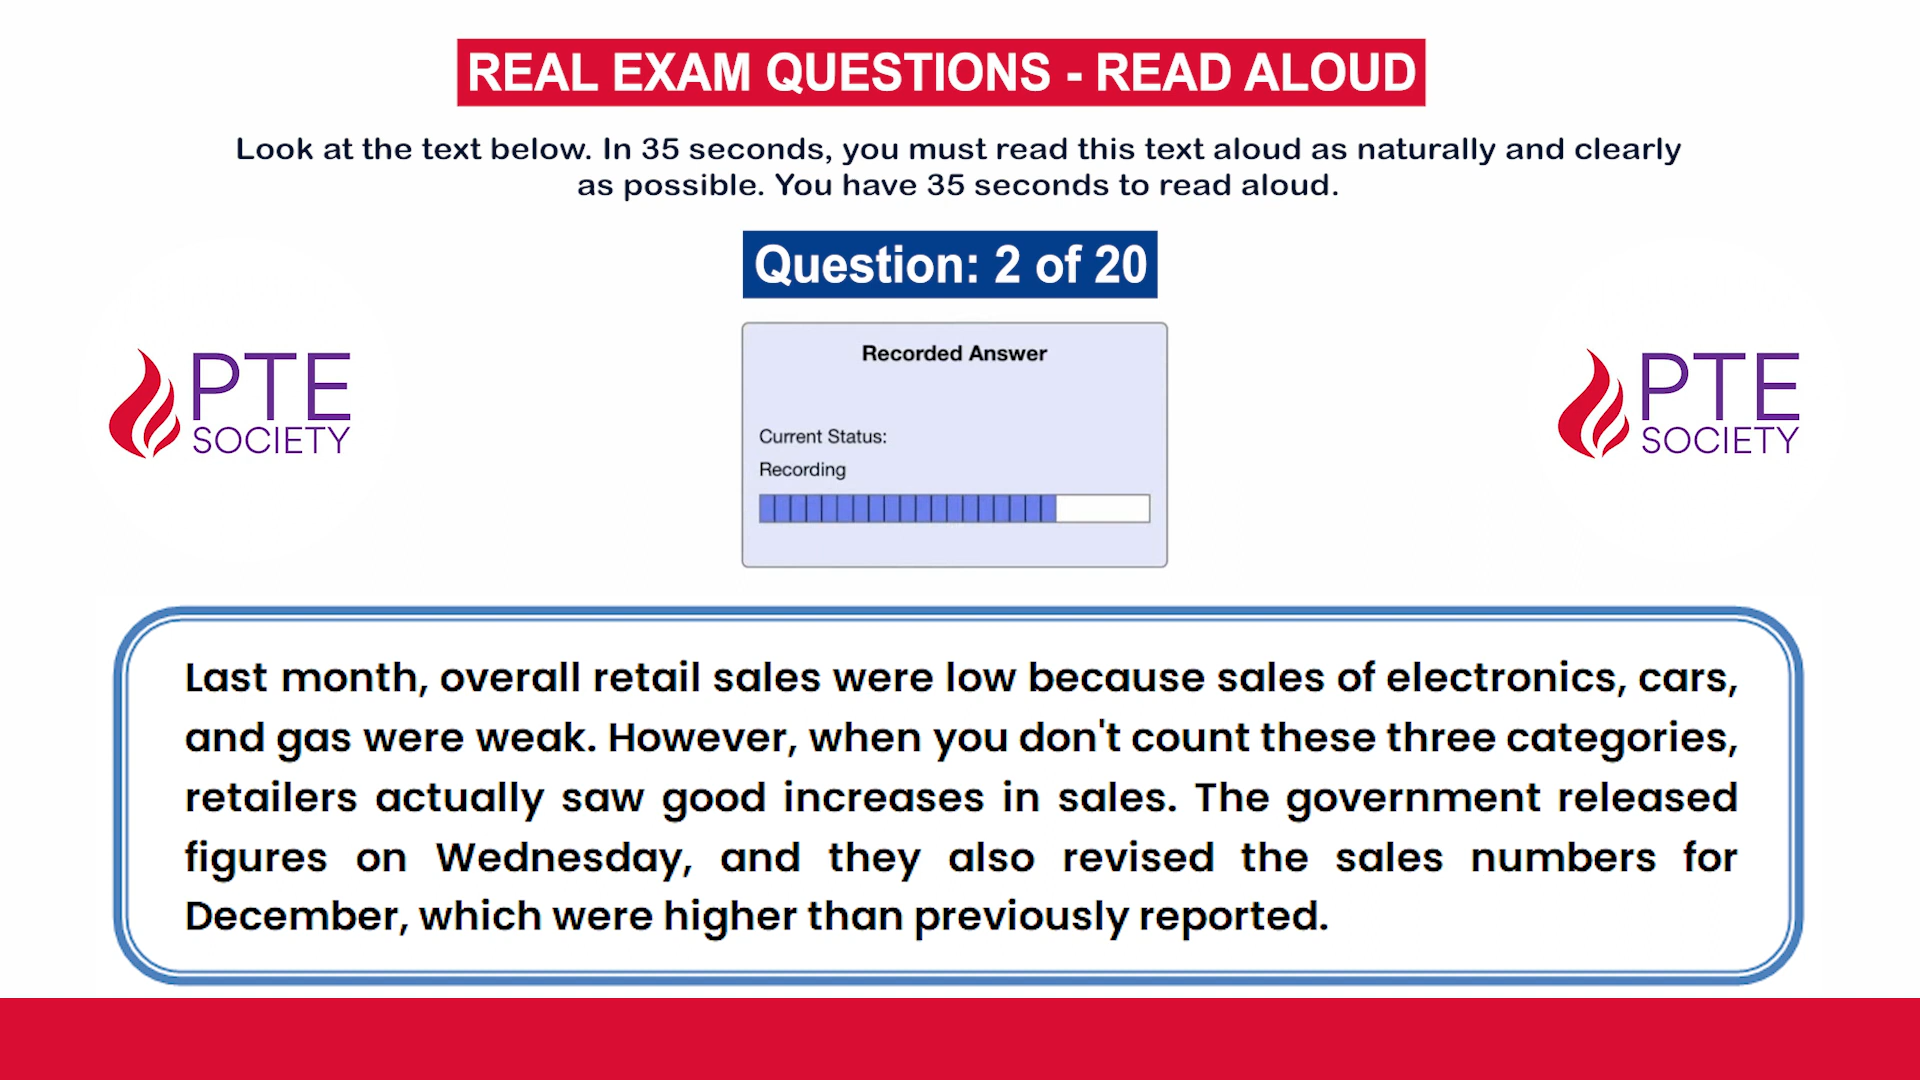 REAL EXAM QUESTIONS - READ ALOUD
Look at the text below. In 35 seconds, you must read this text aloud as naturally and clearly
as possible. You have 35 seconds to read aloud.
Question: 2 of 20
Recorded Answer
PTE
SOCIETY
Current Status:
Recording
PTE
SOCIETY
Last month, overall retail sales were low because sales of electronics, cars,
and gas were weak. However, when you don't count these three categories,
retailers actually saw good increases in sales. The government released
figures on Wednesday, and they also revised the sales numbers for
December, which were higher than previously reported.